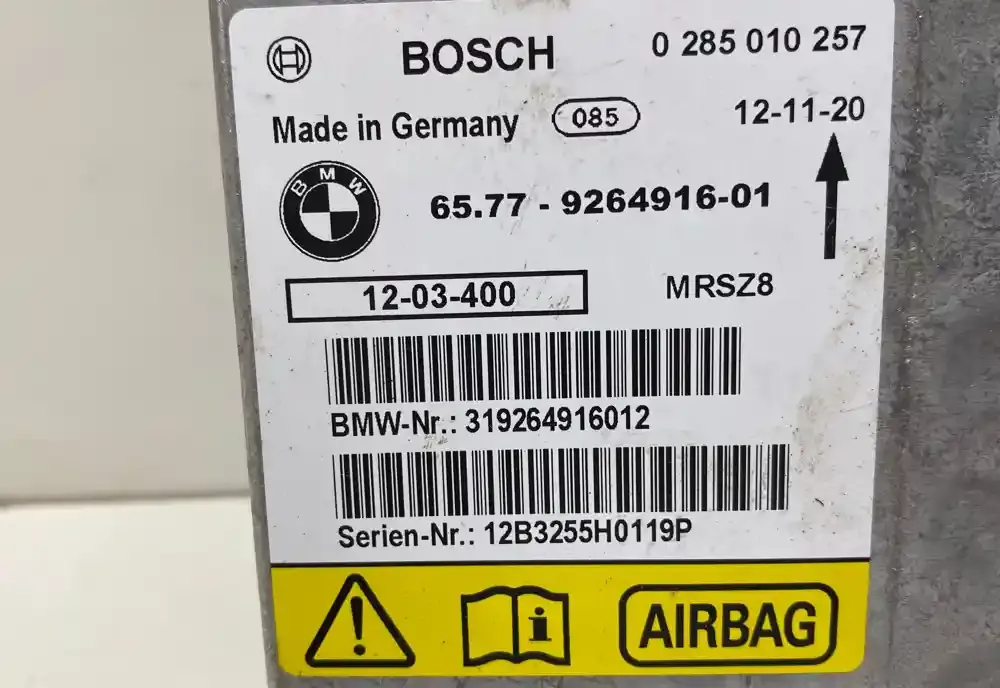 BOSCH 0 285 010 257
Made in Germany 085 12-11-20
BMW 65.77 - 9264916-01
12-03-400 MRSZ8
BMW-Nr.: 319264916012
Serien-Nr.: 12B3255H0119P
i AIRBAG